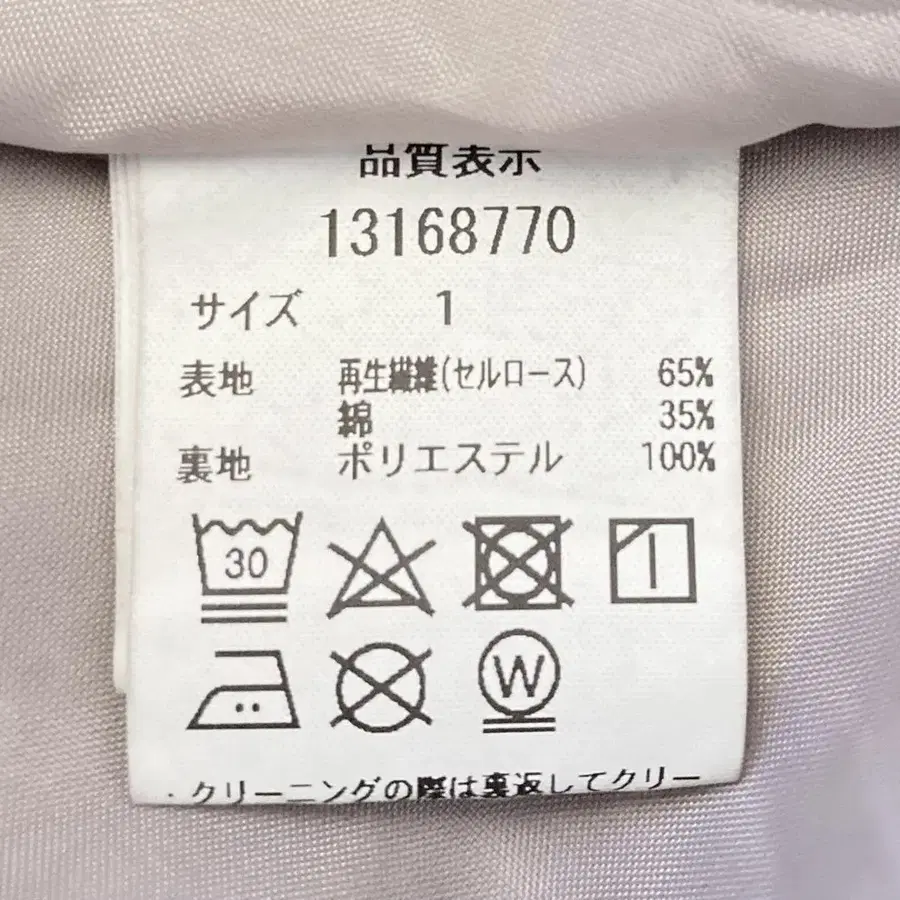 品質表示
13168770
サイズ 1
表地 再生繊維(セルロース) 65%
綿 35%
裏地 ポリエステル 100%
30
W
・クリーニングの際は裏返してクリー